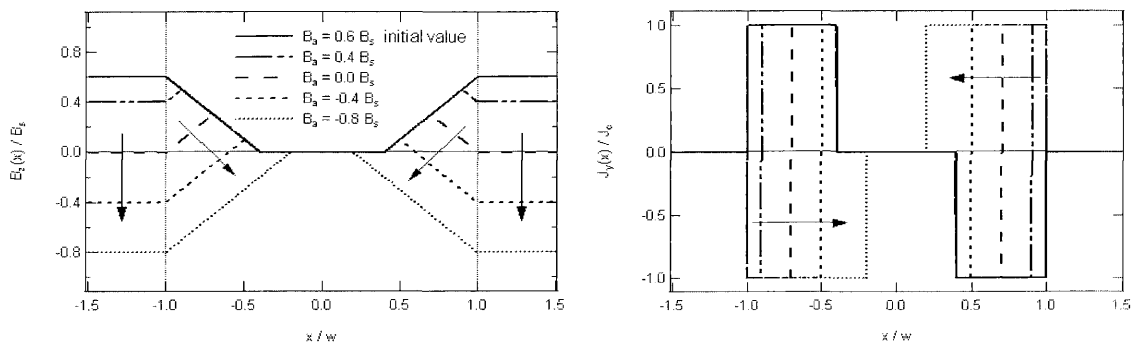 0.8
0.4
0.0
-0.4
-0.8
B_z(x) / B_s
B_a = 0.6 B_s initial value
B_a = 0.4 B_s
B_a = 0.0 B_s
B_a = -0.4 B_s
B_a = -0.8 B_s
-1.5 -1.0 -0.5 0.0 0.5 1.0 1.5
x / w
1.0
0.5
0.0
-0.5
-1.0
J_y(x) / J_c
-1.5 -1.0 -0.5 0.0 0.5 1.0 1.5
x / w